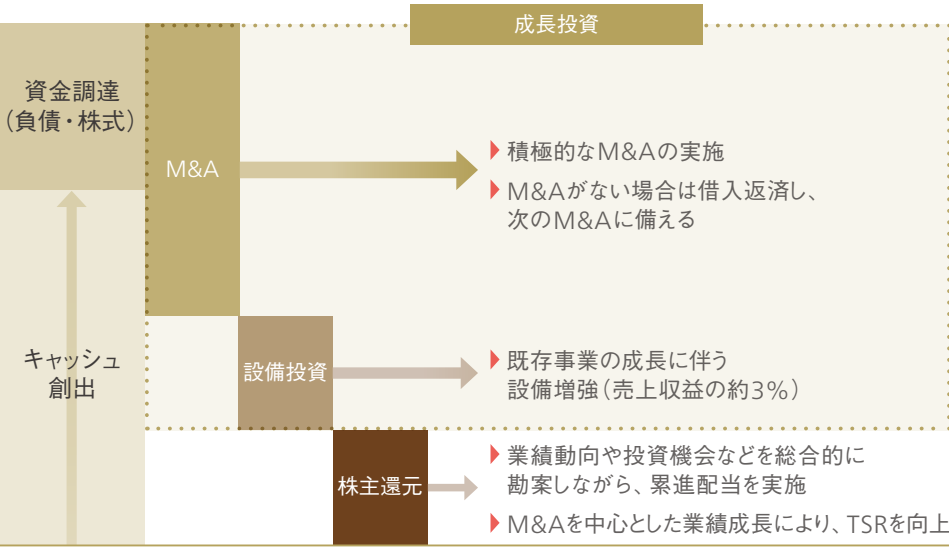 成長投資
資金調達
（負債・株式）
M&A
積極的なM&Aの実施
M&Aがない場合は借入返済し、
次のM&Aに備える
キャッシュ
創出
設備投資
既存事業の成長に伴う
設備増強（売上収益の約3%）
株主還元
業績動向や投資機会などを総合的に
勘案しながら、累進配当を実施
M&Aを中心とした業績成長により、TSRを向上